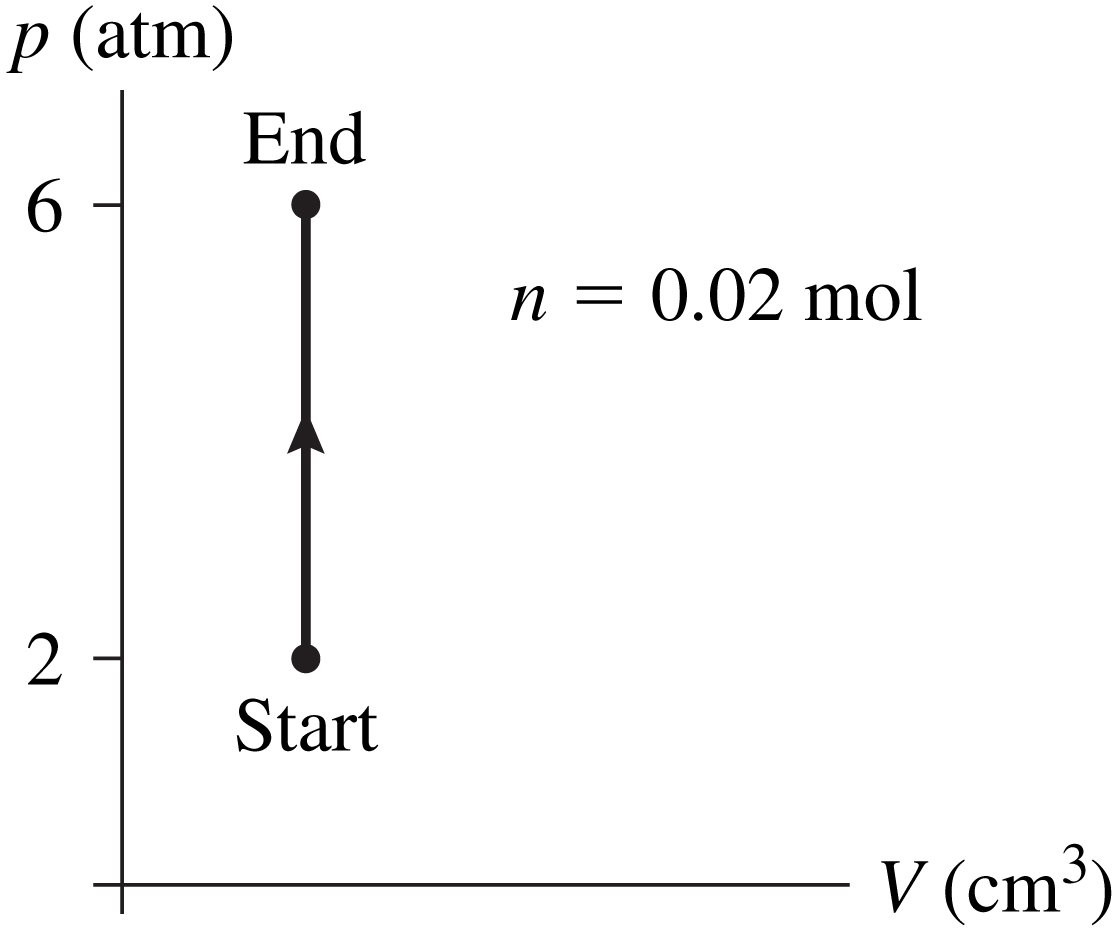 p (atm)
End
6
n = 0.02 mol
2
Start
V (cm³)